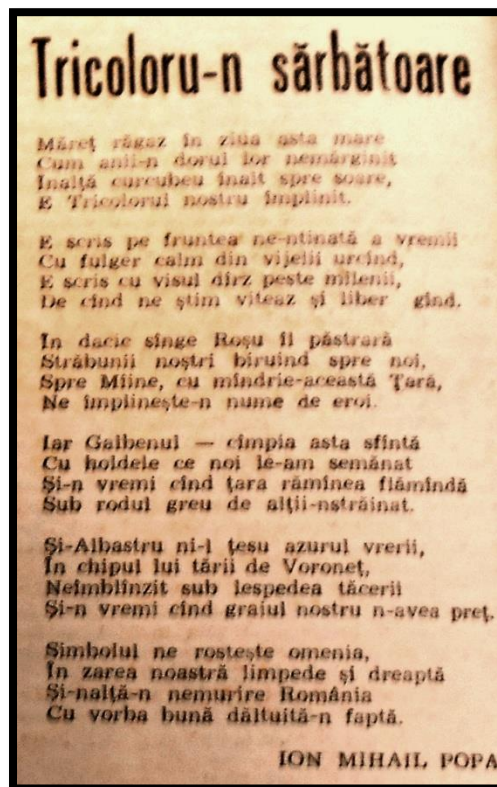 Tricoloru-n sărbătoare
Măreț răgaz în ziua asta mare
Cum anii-n dorul lor nemărginit
Înalță curcubeu înalt spre soare,
E Tricolorul nostru împlinit.
E scris pe fruntea ne-ntinată a vremii
Cu fulger calm din vijelii urcînd,
E scris cu visul dîrz peste milenii,
De cînd ne știm viteaz și liber gînd.
În dacic sînge Roșu îl păstrară
Străbunii noștri biruind spre noi,
Spre Mîine, cu mîndrie-această Țară,
Ne împlinește-n nume de eroi.
Iar Galbenul — cîmpia asta sfîntă
Cu holdele ce noi le-am semănat
Și-n vremi cînd țara rămînea flămîndă
Sub rodul greu de alții-nstrăinat.
Și-Albastru ni-l țesu azurul vrerii,
În chipul lui tării de Voroneț,
Neîmblînzit sub lespedea tăcerii
Și-n vremi cînd graiul nostru n-avea preț.
Simbolul ne rostește omenia,
În zarea noastră limpede și dreaptă
Și-nalță-n nemurire România
Cu vorba bună dăltuită-n faptă.
ION MIHAIL POPA